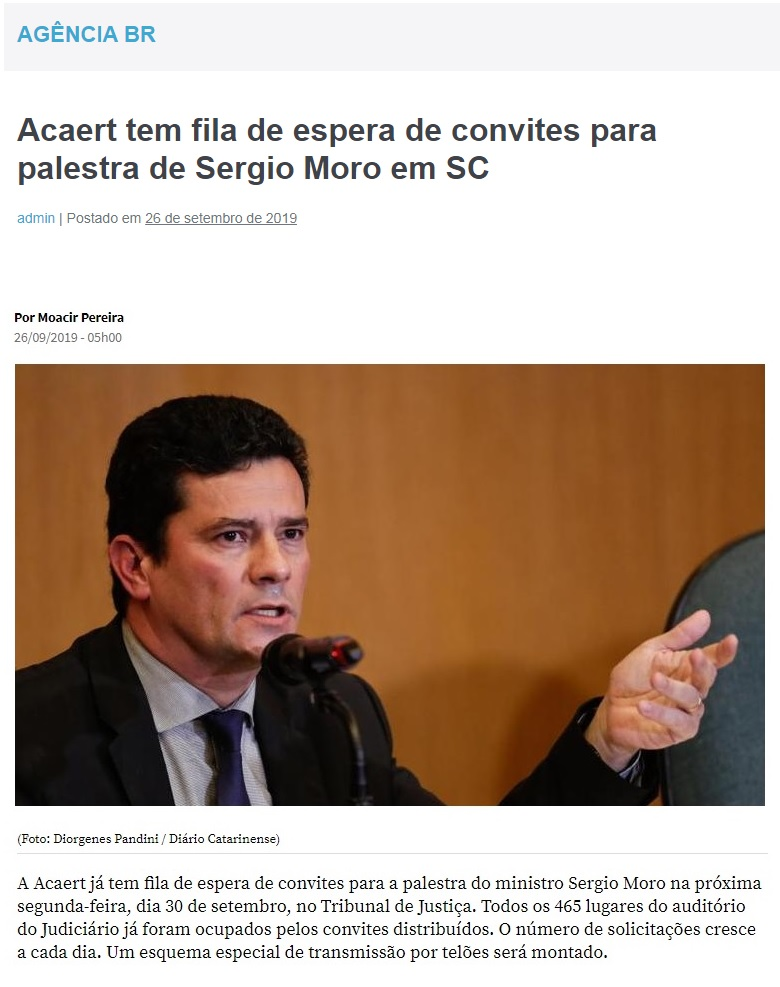 AGÊNCIA BR
Acaert tem fila de espera de convites para
palestra de Sergio Moro em SC
admin | Postado em 26 de setembro de 2019
Por Moacir Pereira
26/09/2019 - 05h00
(Foto: Diorgenes Pandini / Diário Catarinense)
A Acaert já tem fila de espera de convites para a palestra do ministro Sergio Moro na próxima
segunda-feira, dia 30 de setembro, no Tribunal de Justiça. Todos os 465 lugares do auditório
do Judiciário já foram ocupados pelos convites distribuídos. O número de solicitações cresce
a cada dia. Um esquema especial de transmissão por telões será montado.